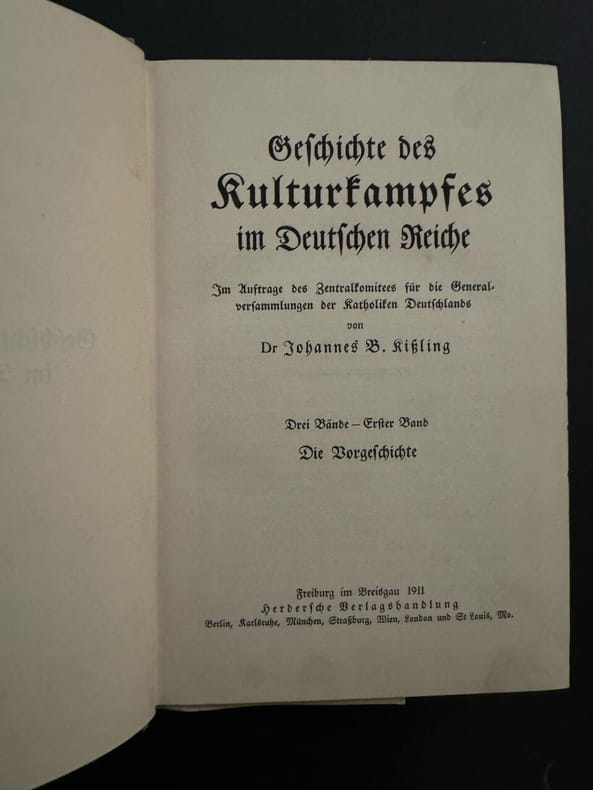 Geſchichte des
Kulturkampfes
im Deutſchen Reiche
Im Auftrage des Zentralkomitees für die General-
verſammlungen der Katholiken Deutſchlands
von
Dr Johannes B. Kißling
Drei Bände – Erſter Band
Die Vorgeſchichte
Freiburg im Breisgau 1911
Herderſche Verlagshandlung
Berlin, Karlsruhe, München, Straßburg, Wien, London und St Louis, Mo.